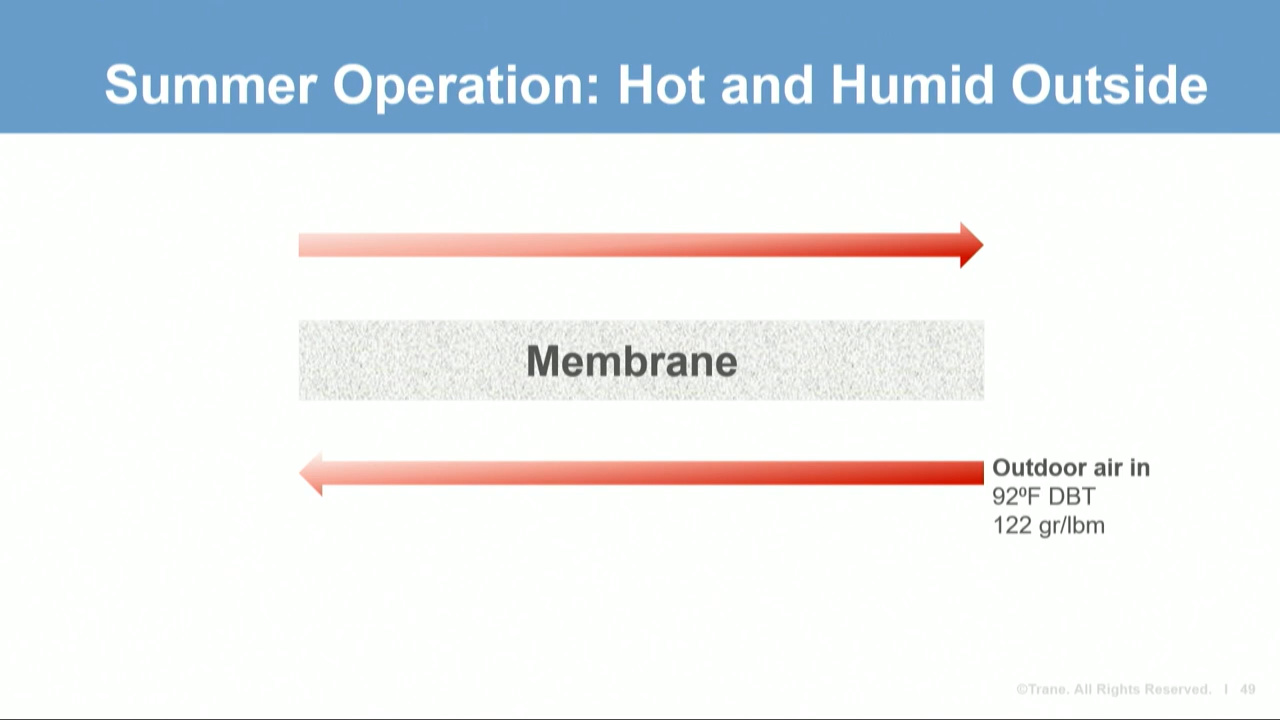 Summer Operation: Hot and Humid Outside
Membrane
Outdoor air in
92ºF DBT
122 gr/lbm
©Trane. All Rights Reserved. I 49